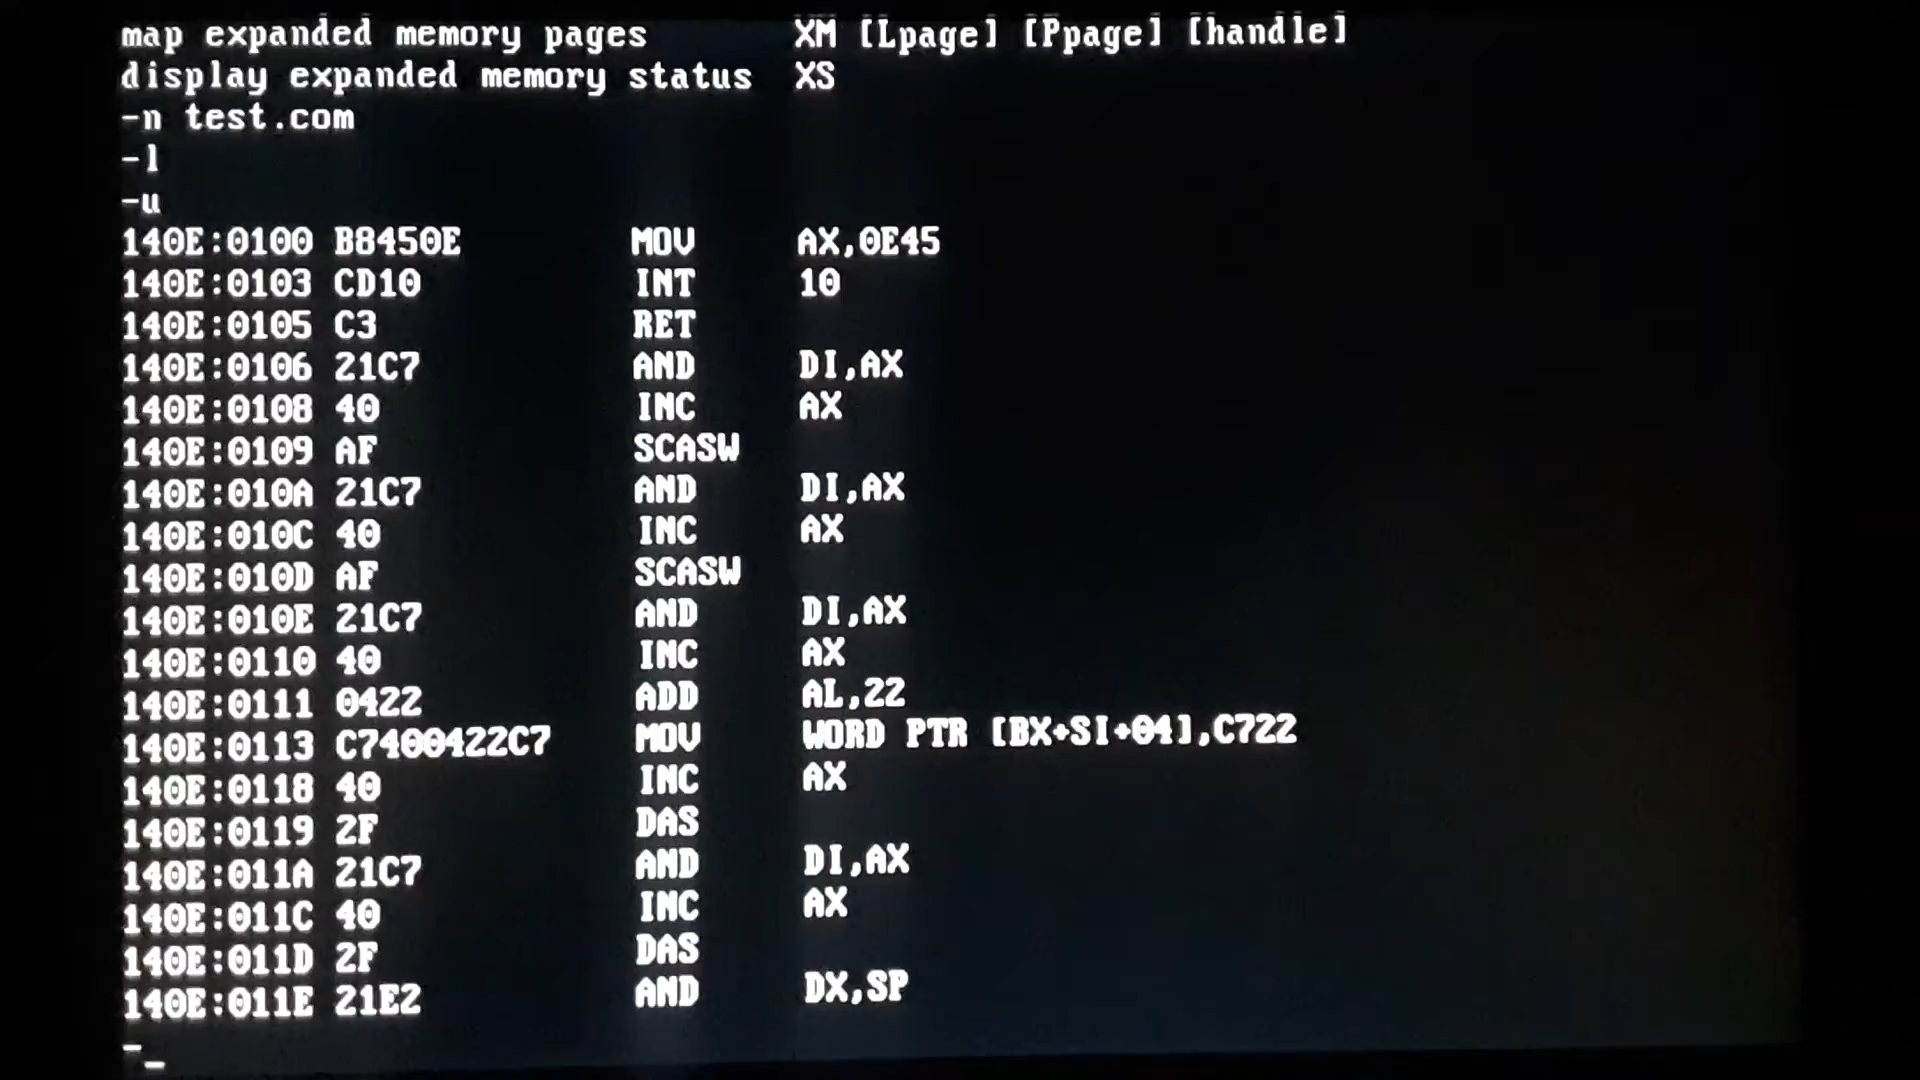 map expanded memory pages XM [Lpage] [Ppage] [handle]
display expanded memory status XS
-n test.com
-l
-u
140E:0100 B8450E MOV AX,0E45
140E:0103 CD10 INT 10
140E:0105 C3 RET
140E:0106 21C7 AND DI,AX
140E:0108 40 INC AX
140E:0109 AF SCASW
140E:010A 21C7 AND DI,AX
140E:010C 40 INC AX
140E:010D AF SCASW
140E:010E 21C7 AND DI,AX
140E:0110 40 INC AX
140E:0111 0422 ADD AL,22
140E:0113 C7400422C7 MOV WORD PTR [BX+SI+04],C722
140E:0118 40 INC AX
140E:0119 2F DAS
140E:011A 21C7 AND DI,AX
140E:011C 40 INC AX
140E:011D 2F DAS
140E:011E 21E2 AND DX,SP
-_